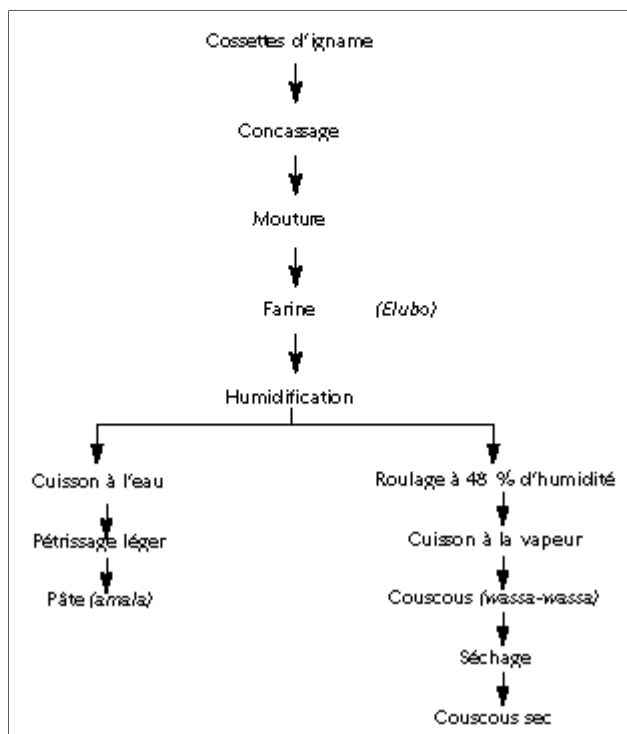 Cossettes d'igname
Concassage
Mouture
Farine (Elubo)
Humidification
Cuisson à l'eau
Roulage à 48 % d'humidité
Pétrissage léger
Cuisson à la vapeur
Pâte (amala)
Couscous (wassa-wassa)
Séchage
Couscous sec